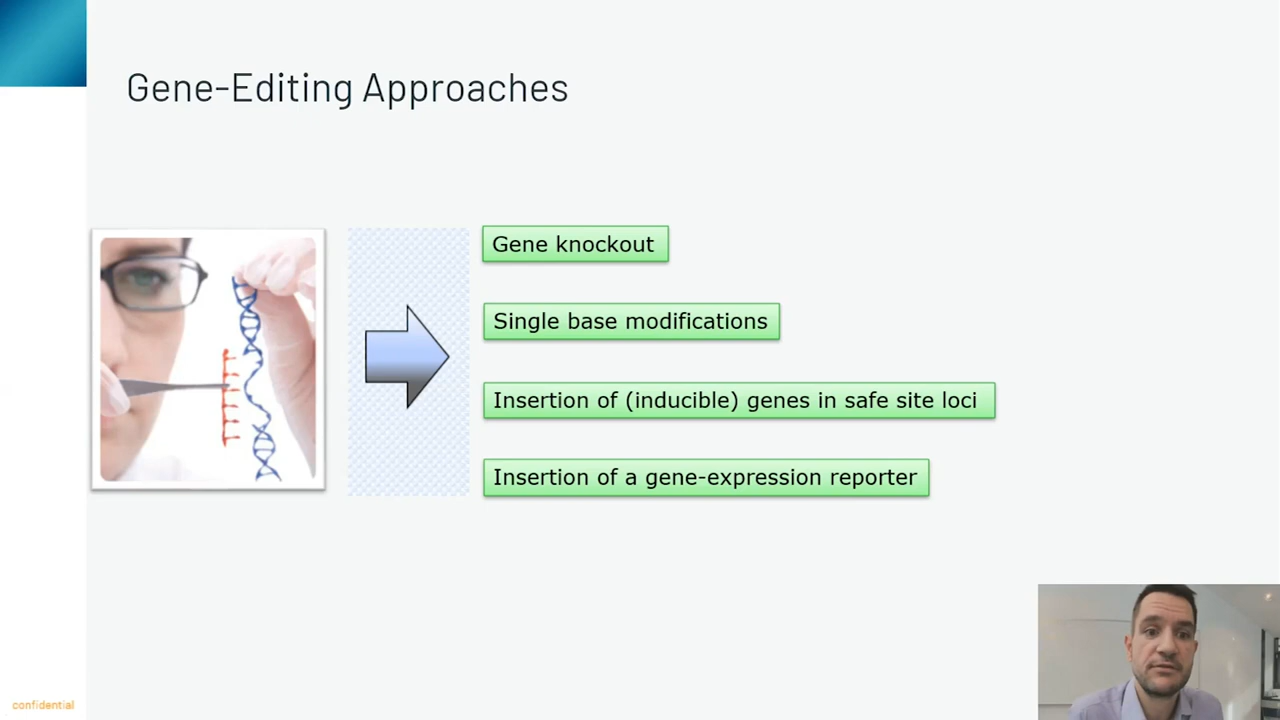 Gene-Editing Approaches
Gene knockout
Single base modifications
Insertion of (inducible) genes in safe site loci
Insertion of a gene-expression reporter
confidential